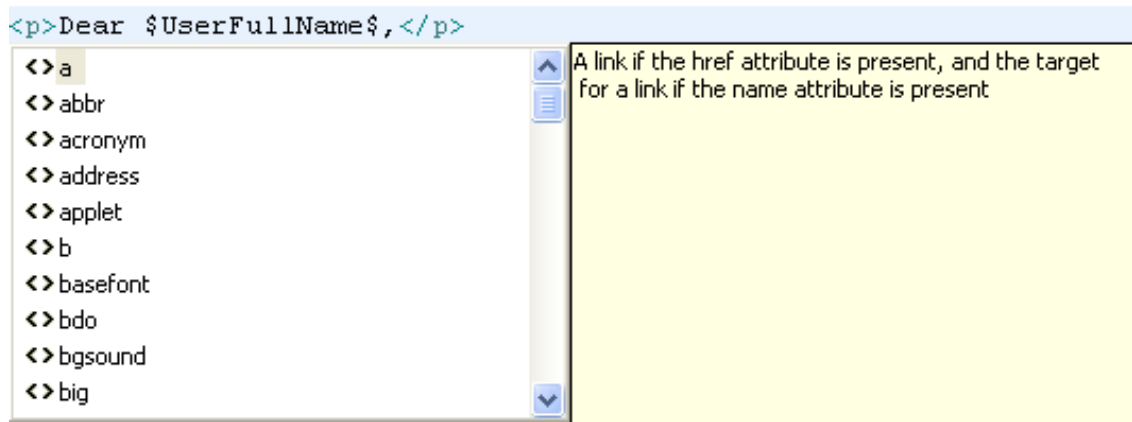 <p>Dear $UserFullName$,</p>
<> a
<> abbr
<> acronym
<> address
<> applet
<> b
<> basefont
<> bdo
<> bgsound
<> big
A link if the href attribute is present, and the target
for a link if the name attribute is present